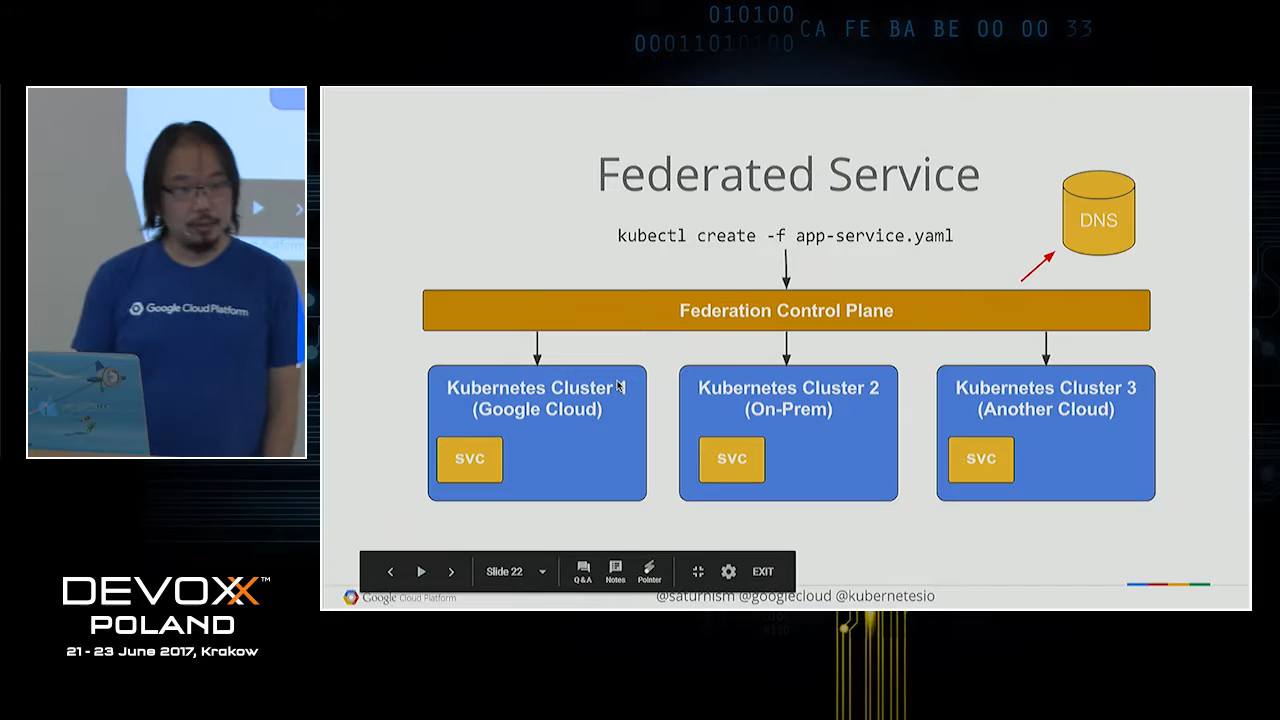 010100
00011010100
CA FE BA BE 00 00 33
Google Cloud Platform
Federated Service
DNS
kubectl create -f app-service.yaml
Federation Control Plane
Kubernetes Cluster
(Google Cloud)
svc
Kubernetes Cluster 2
(On-Prem)
svc
Kubernetes Cluster 3
(Another Cloud)
svc
Slide 22
Q & A
Notes
Pointer
EXIT
Google Cloud Platform
@saturnism @googlecloud @kubernetesio
DEVOXX™
POLAND
21 - 23 June 2017, Krakow